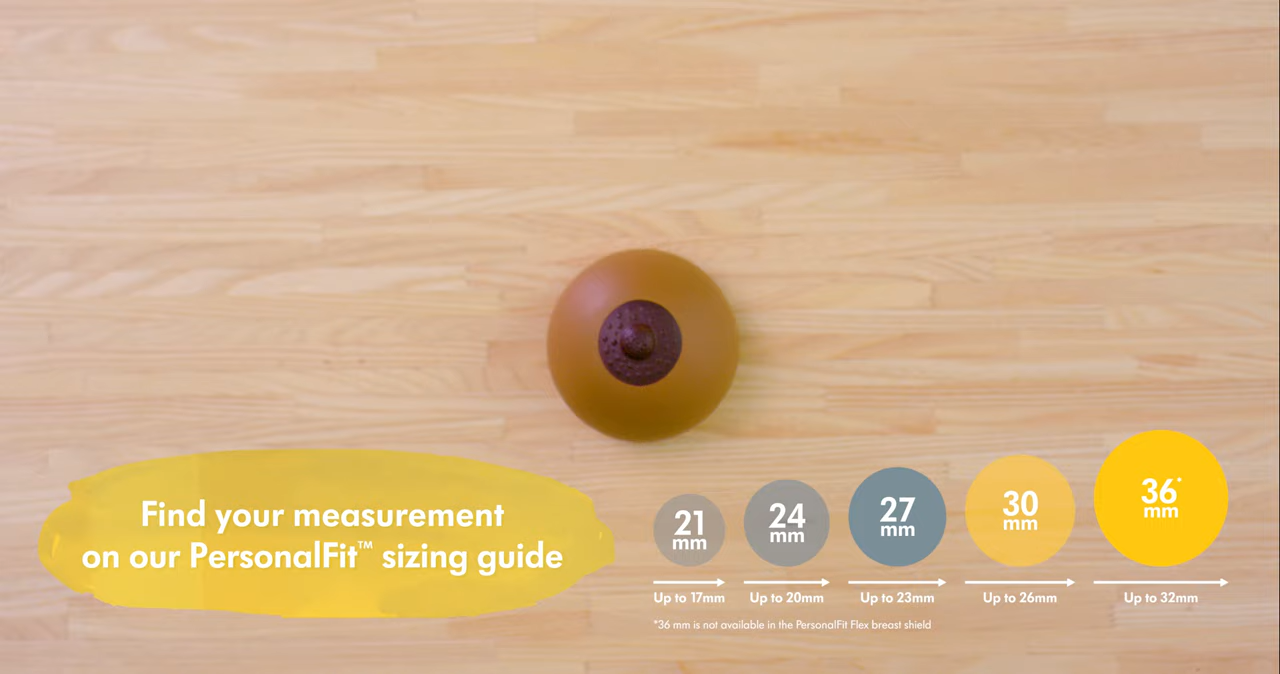 Find your measurement
on our PersonalFit™ sizing guide
21
mm
24
mm
27
mm
30
mm
36*
mm
Up to 17mm
Up to 20mm
Up to 23mm
Up to 26mm
Up to 32mm
*36 mm is not available in the PersonalFit Flex breast shield